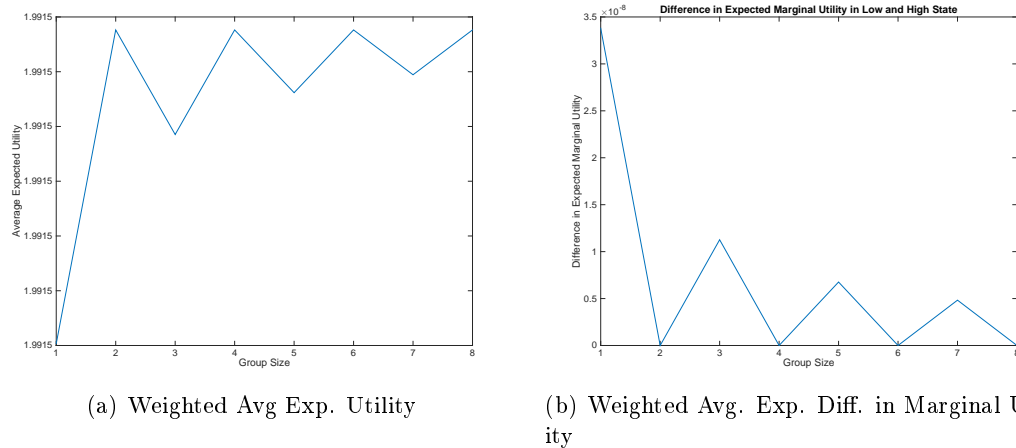 1.9915
1.9915
1.9915
1.9915
1.9915
1.9915
1.9915
Average Expected Utility
1 2 3 4 5 6 7 8
Group Size
(a) Weighted Avg Exp. Utility
Difference in Expected Marginal Utility in Low and High State
×10-8
3.5
3
2.5
2
1.5
1
0.5
0
Difference in Expected Marginal Utility
1 2 3 4 5 6 7 8
Group Size
(b) Weighted Avg. Exp. Diff. in Marginal U
ity